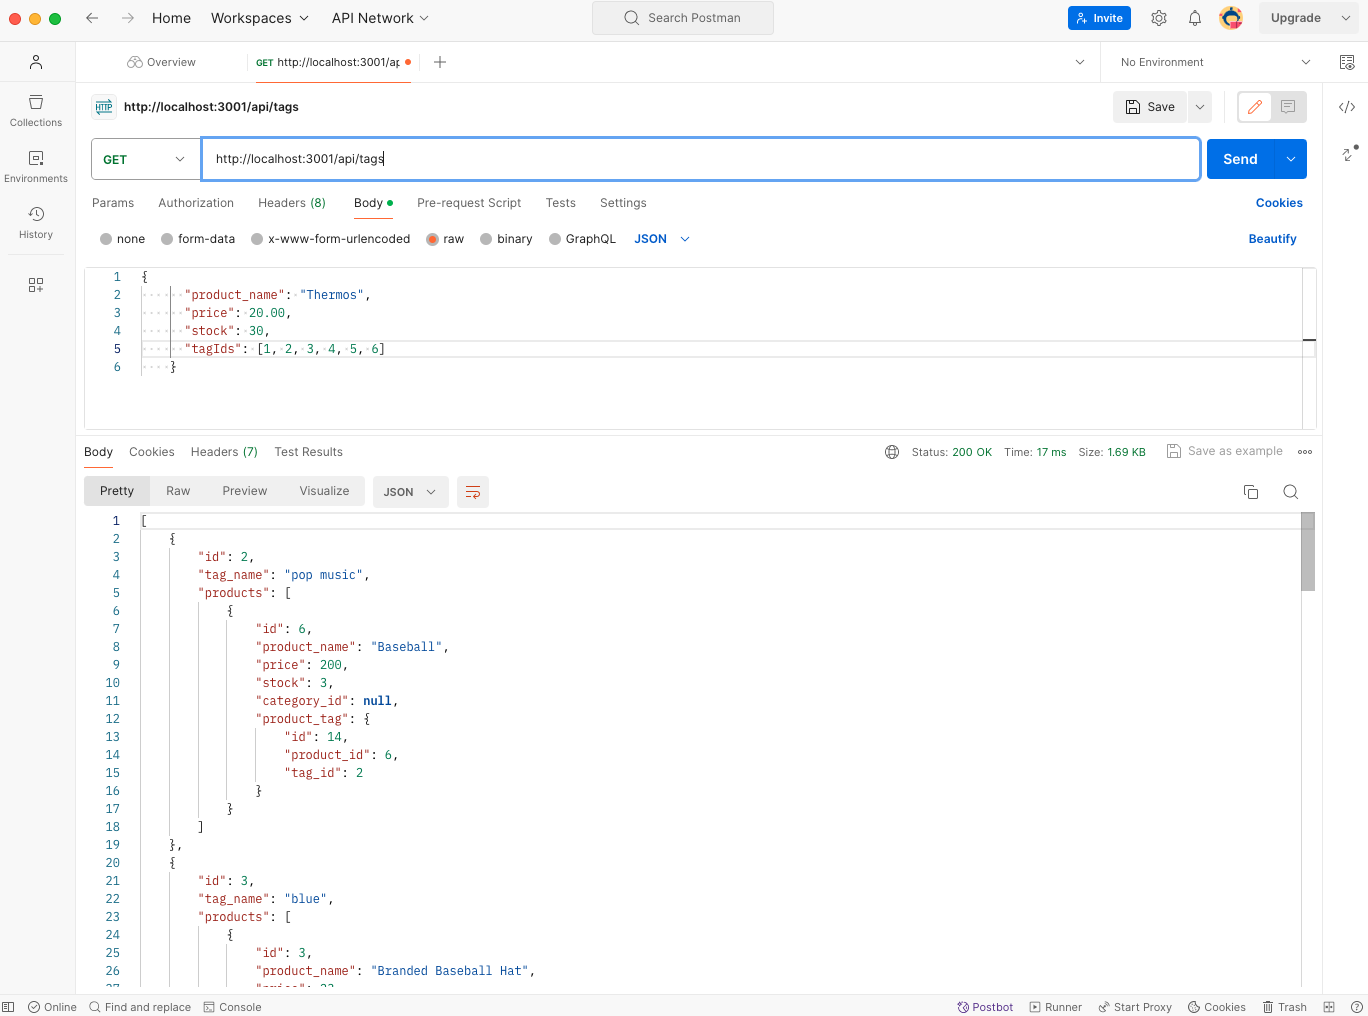 Home Workspaces API Network Search Postman Invite Upgrade
Overview GET http://localhost:3001/ap No Environment
HTTP http://localhost:3001/api/tags Save
GET http://localhost:3001/api/tags Send
Collections
Environments
History
Params Authorization Headers (8) Body Pre-request Script Tests Settings Cookies
none form-data x-www-form-urlencoded raw binary GraphQL JSON Beautify
1 {
2 "product_name": "Thermos",
3 "price": 20.00,
4 "stock": 30,
5 "tagIds": [1, 2, 3, 4, 5, 6]
6 }
Body Cookies Headers (7) Test Results Status: 200 OK Time: 17 ms Size: 1.69 KB Save as example
Pretty Raw Preview Visualize JSON
1 [
2 {
3 "id": 2,
4 "tag_name": "pop music",
5 "products": [
6 {
7 "id": 6,
8 "product_name": "Baseball",
9 "price": 200,
10 "stock": 3,
11 "category_id": null,
12 "product_tag": {
13 "id": 14,
14 "product_id": 6,
15 "tag_id": 2
16 }
17 }
18 ]
19 },
20 {
21 "id": 3,
22 "tag_name": "blue",
23 "products": [
24 {
25 "id": 3,
26 "product_name": "Branded Baseball Hat",
Online Find and replace Console Postbot Runner Start Proxy Cookies Trash